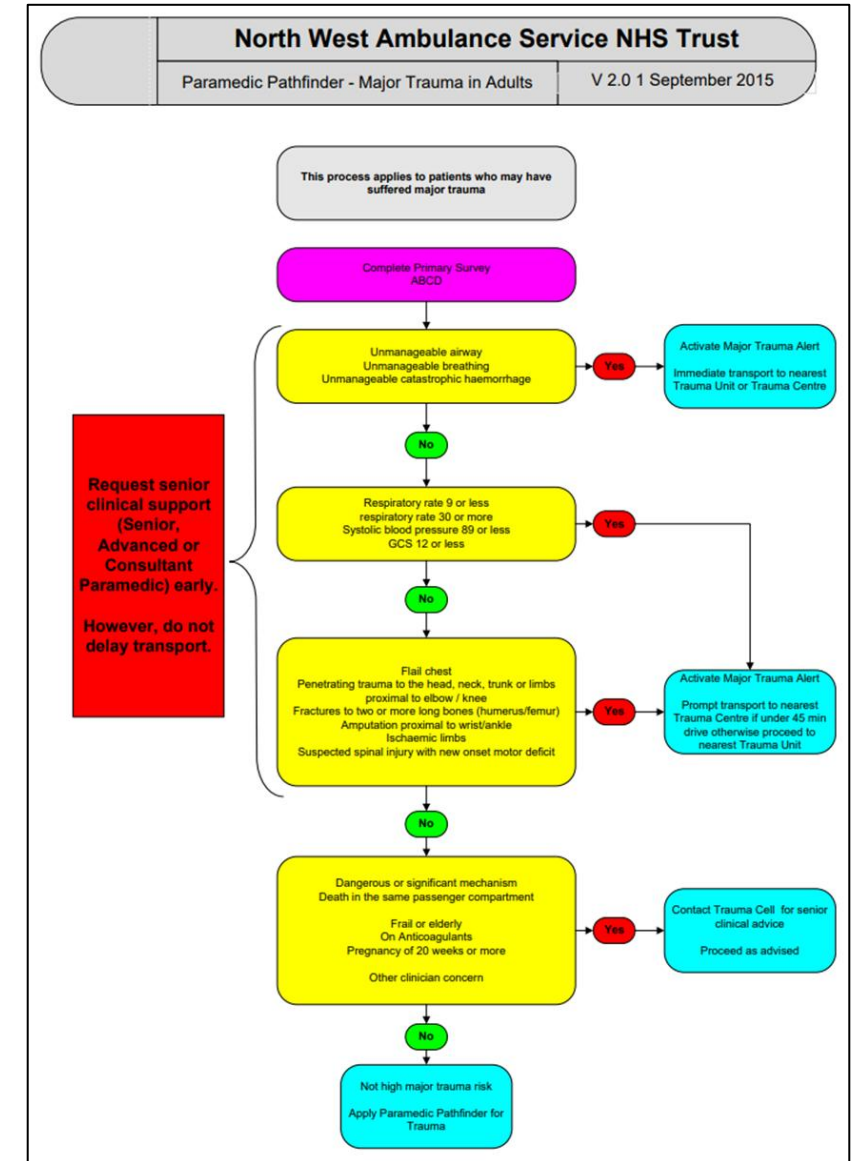 North West Ambulance Service NHS Trust
Paramedic Pathfinder - Major Trauma in Adults
V 2.0 1 September 2015
This process applies to patients who may have
suffered major trauma
Complete Primary Survey
ABCD
Unmanageable airway
Unmanageable breathing
Unmanageable catastrophic haemorrhage
Yes
Activate Major Trauma Alert
Immediate transport to nearest
Trauma Unit or Trauma Centre
No
Request senior
clinical support
(Senior,
Advanced or
Consultant
Paramedic) early.
However, do not
delay transport.
Respiratory rate 9 or less
respiratory rate 30 or more
Systolic blood pressure 89 or less
GCS 12 or less
Yes
No
Flail chest
Penetrating trauma to the head, neck, trunk or limbs
proximal to elbow / knee
Fractures to two or more long bones (humerus/femur)
Amputation proximal to wrist/ankle
Ischaemic limbs
Suspected spinal injury with new onset motor deficit
Yes
Activate Major Trauma Alert
Prompt transport to nearest
Trauma Centre if under 45 min
drive otherwise proceed to
nearest Trauma Unit
No
Dangerous or significant mechanism
Death in the same passenger compartment
Frail or elderly
On Anticoagulants
Pregnancy of 20 weeks or more
Other clinician concern
Yes
Contact Trauma Cell for senior
clinical advice
Proceed as advised
No
Not high major trauma risk
Apply Paramedic Pathfinder for
Trauma